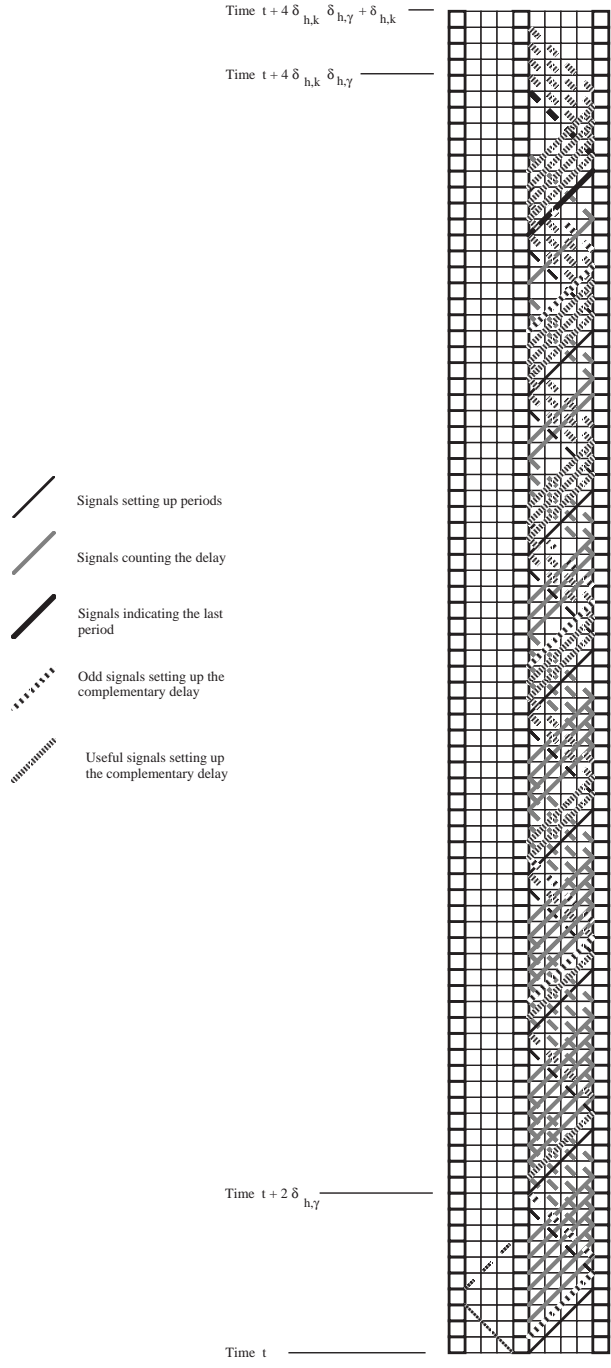 Time t + 4 δ h,k δ h,γ + δ h,k
Time t + 4 δ h,k δ h,γ
Signals setting up periods
Signals counting the delay
Signals indicating the last
period
Odd signals setting up the
complementary delay
Useful signals setting up
the complementary delay
Time t + 2 δ h,γ
Time t